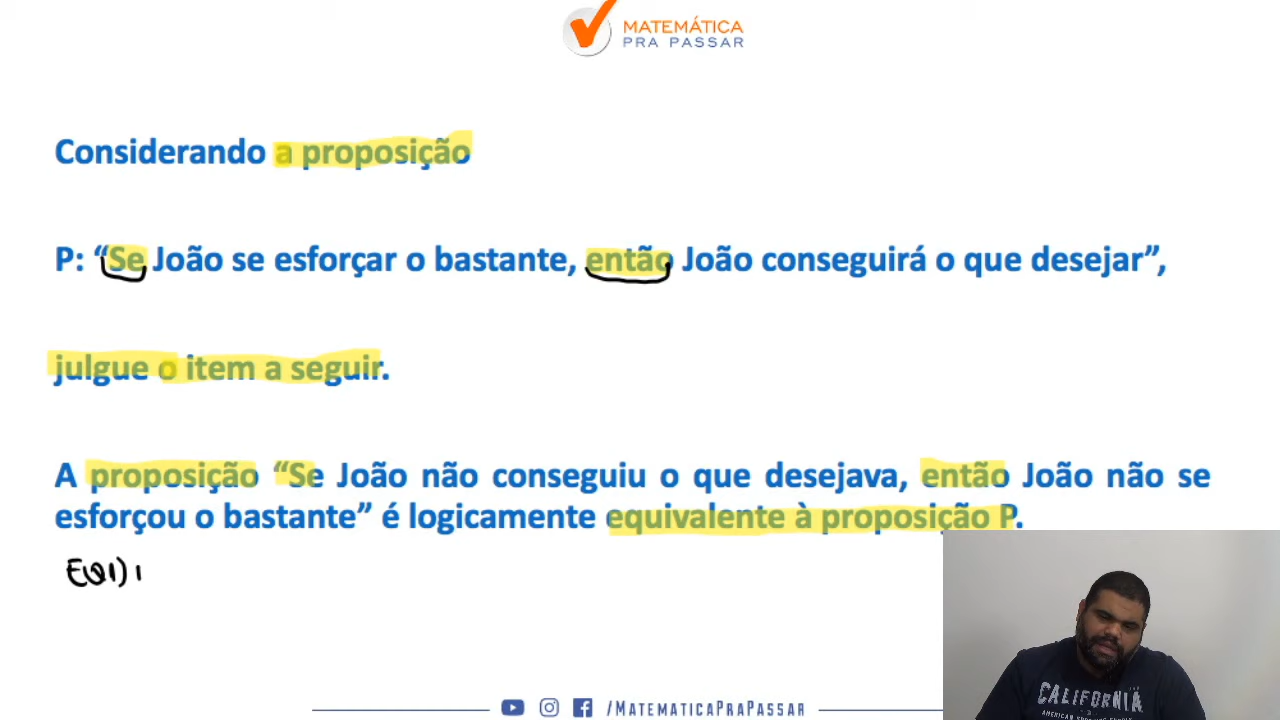 MATEMÁTICA
PRA PASSAR
Considerando a proposição
P: “Se João se esforçar o bastante, então João conseguirá o que desejar”,
julgue o item a seguir.
A proposição “Se João não conseguiu o que desejava, então João não se
esforçou o bastante” é logicamente equivalente à proposição P.
CALIFORNIA
/MATEMATICAPRAPASSAR